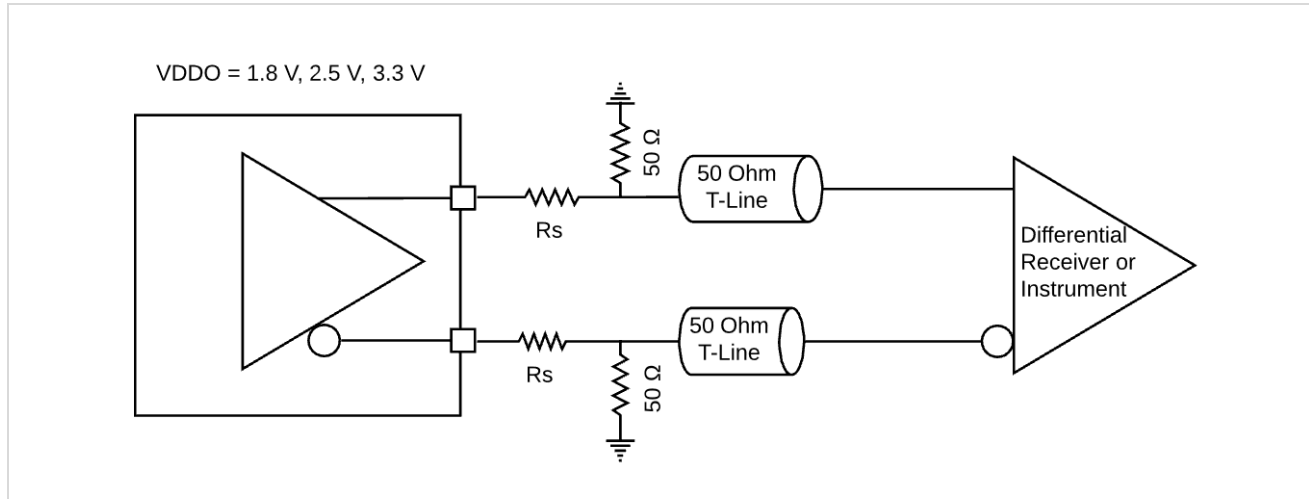 VDDO = 1.8 V, 2.5 V, 3.3 V
50 Ω
50 Ohm
T-Line
Rs
Differential
Receiver or
Instrument
50 Ohm
T-Line
Rs
50 Ω